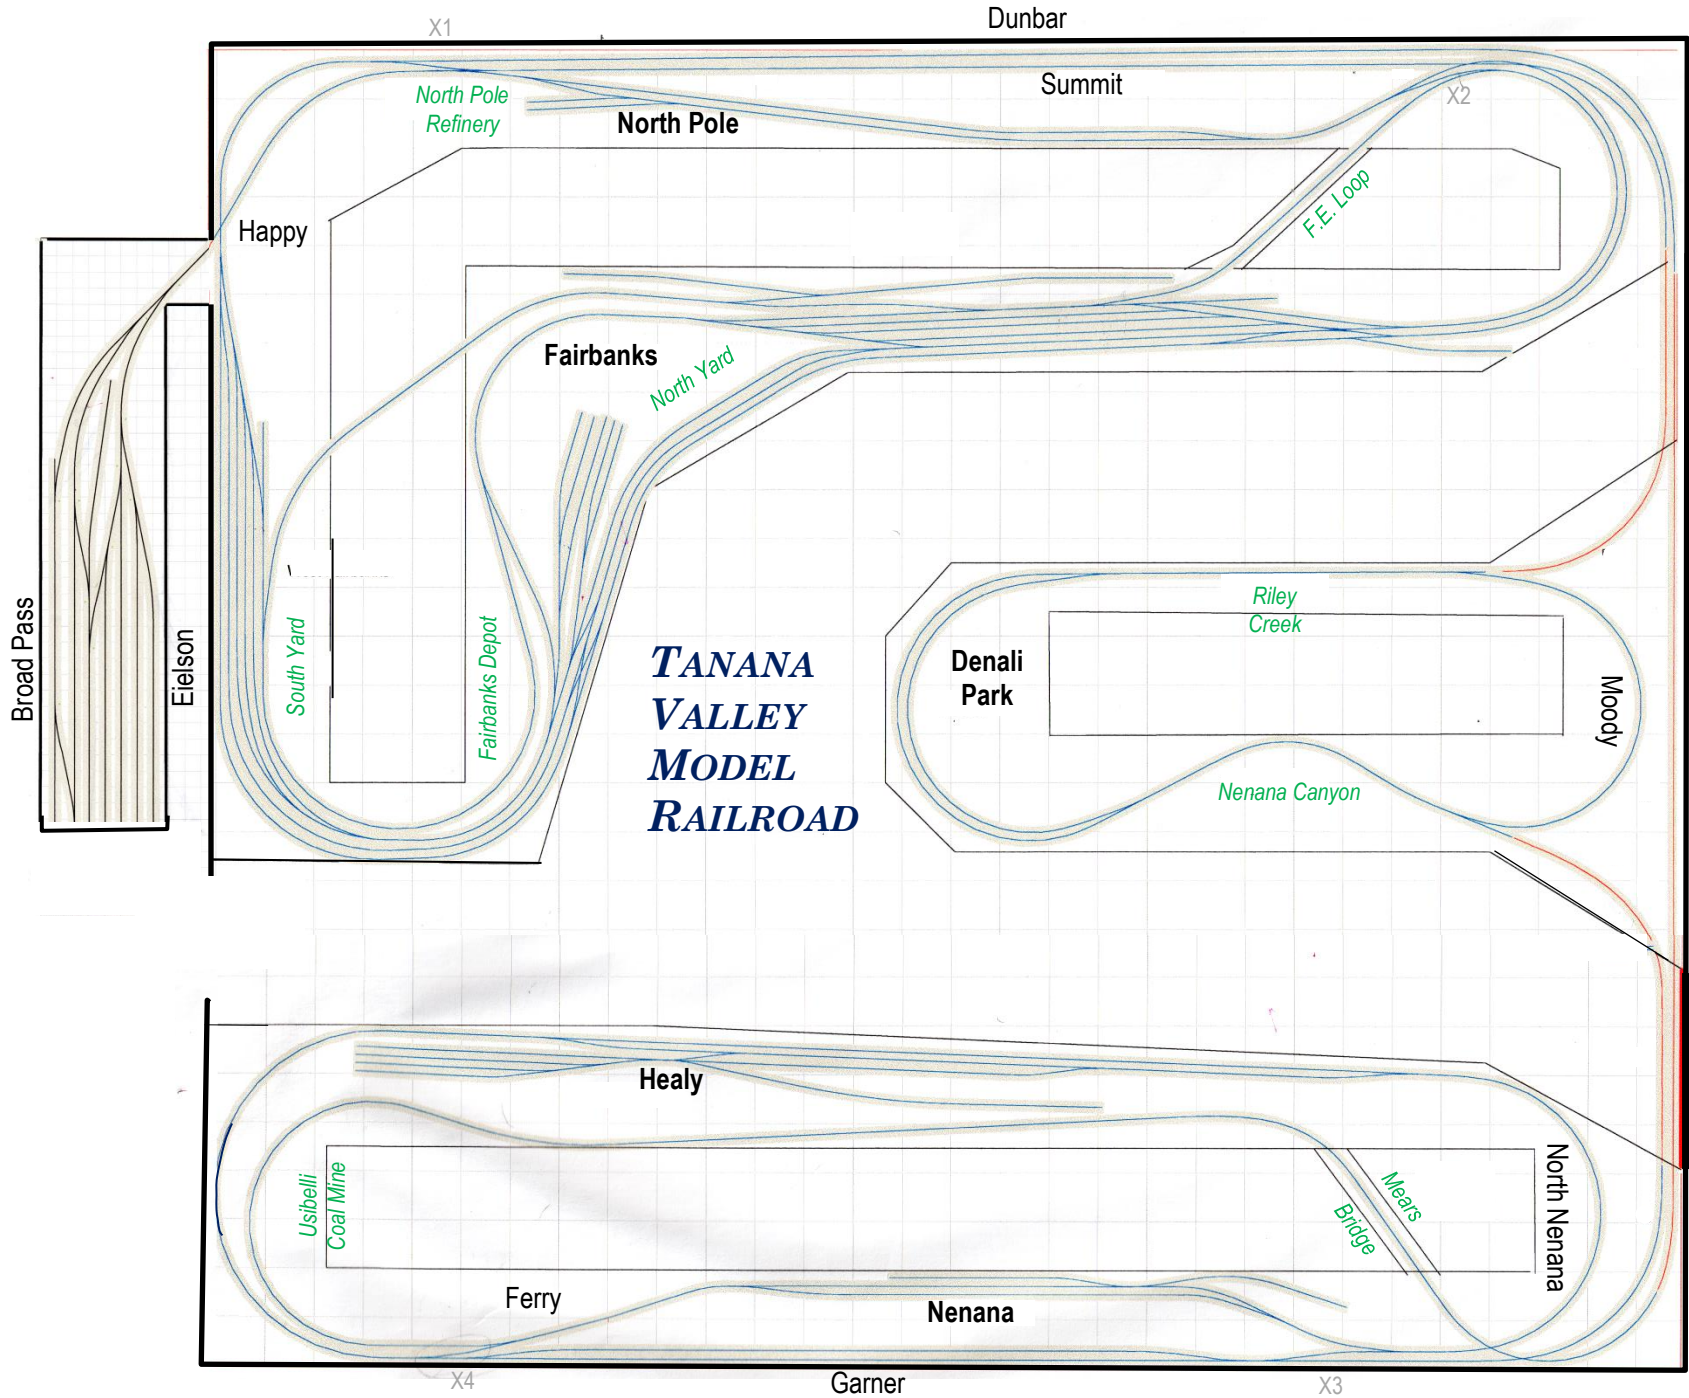 X1
Dunbar
North Pole
Refinery
North Pole
Summit
X2
F.E. Loop
Happy
Fairbanks
North Yard
Broad Pass
Eielson
South Yard
Fairbanks Depot
TANANA
VALLEY
MODEL
RAILROAD
Riley
Creek
Denali
Park
Moody
Nenana Canyon
Healy
Usibelli
Coal Mine
Mears
Bridge
North Nenana
Ferry
Nenana
X4
Garner
X3